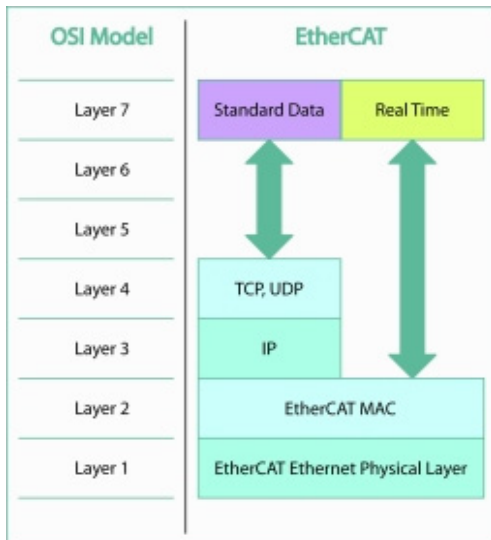 OSI Model
EtherCAT
Layer 7
Standard Data
Real Time
Layer 6
Layer 5
Layer 4
TCP, UDP
Layer 3
IP
Layer 2
EtherCAT MAC
Layer 1
EtherCAT Ethernet Physical Layer